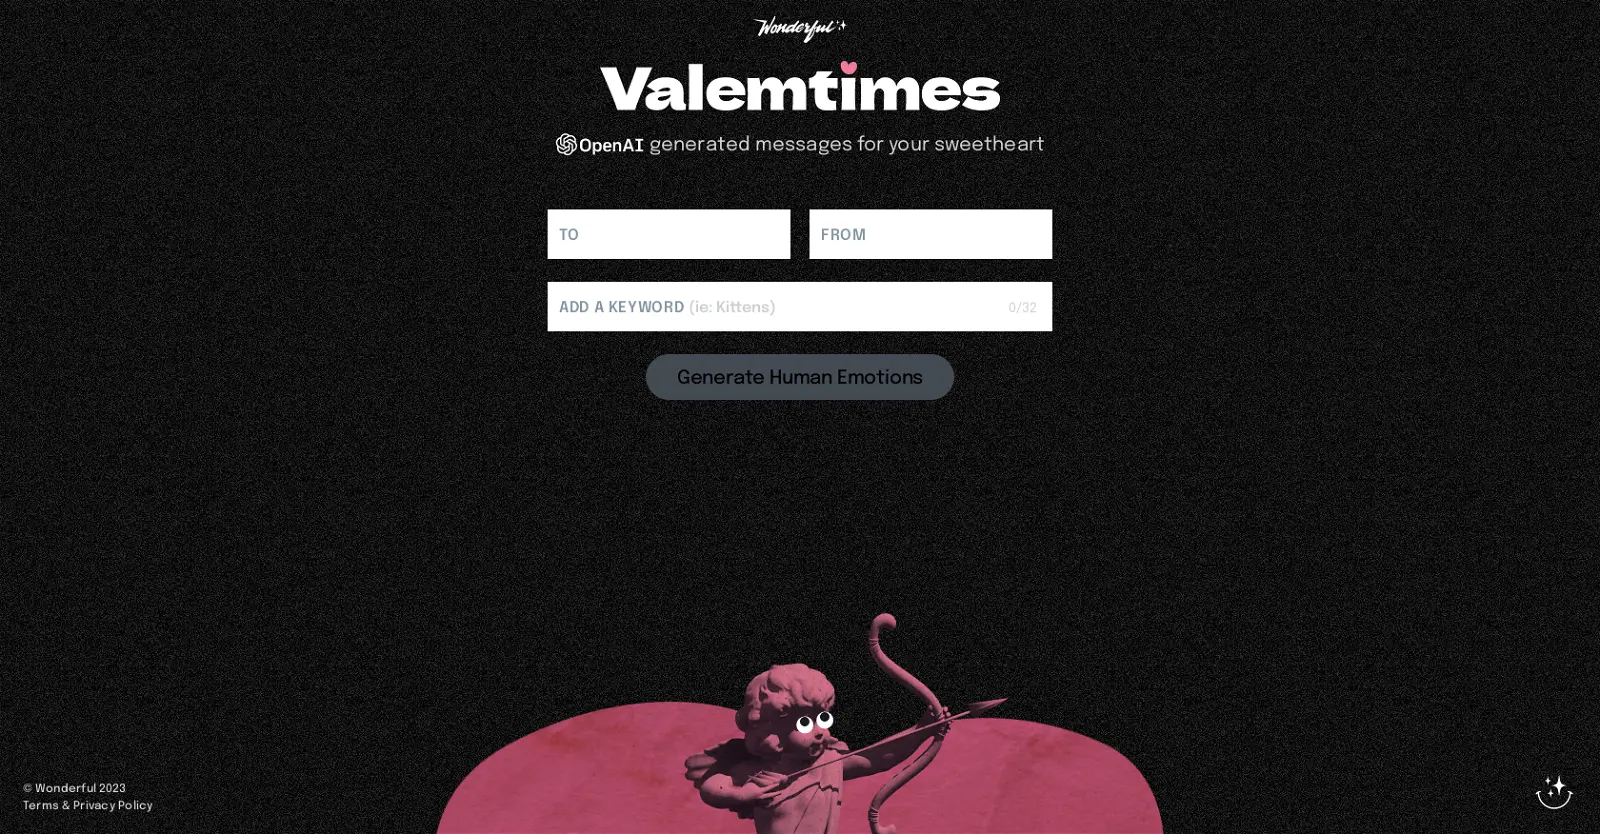 Wonderful
Valemtimes
OpenAI generated messages for your sweetheart
TO
FROM
ADD A KEYWORD (ie: Kittens)
0/32
Generate Human Emotions
© Wonderful 2023
Terms & Privacy Policy